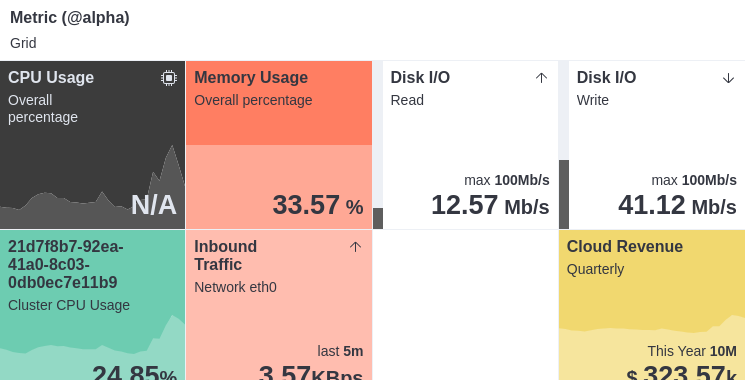 Metric (@alpha)
Grid
CPU Usage
Overall
percentage
N/A
Memory Usage
Overall percentage
33.57 %
Disk I/O
Read
max 100Mb/s
12.57 Mb/s
Disk I/O
Write
max 100Mb/s
41.12 Mb/s
21d7f8b7-92ea-
41a0-8c03-
0db0ec7e11b9
Cluster CPU Usage
24.85%
Inbound
Traffic
Network eth0
last 5m
3.57KBps
Cloud Revenue
Quarterly
This Year 10M
$ 323.57k